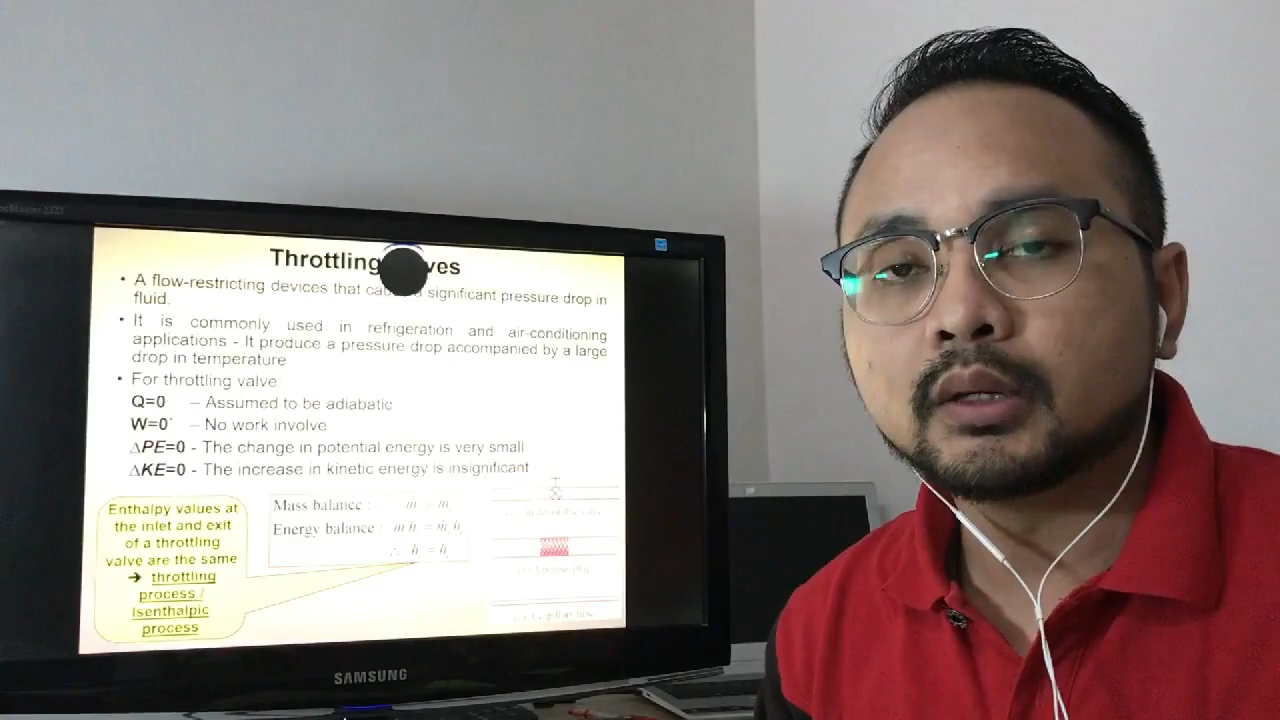 Throttling ves
• A flow-restricting devices that significant pressure drop in
fluid.
• It is commonly used in refrigeration and air-conditioning
applications - It produce a pressure drop accompanied by a large
drop in temperature
• For throttling valve:
Q=0 – Assumed to be adiabatic
W=0 – No work involve
∆PE=0 - The change in potential energy is very small
∆KE=0 - The increase in kinetic energy is insignificant
Enthalpy values at
the inlet and exit
of a throttling
valve are the same
➔ throttling
process /
Isenthalpic
process
Mass balance :
Energy balance :
SAMSUNG